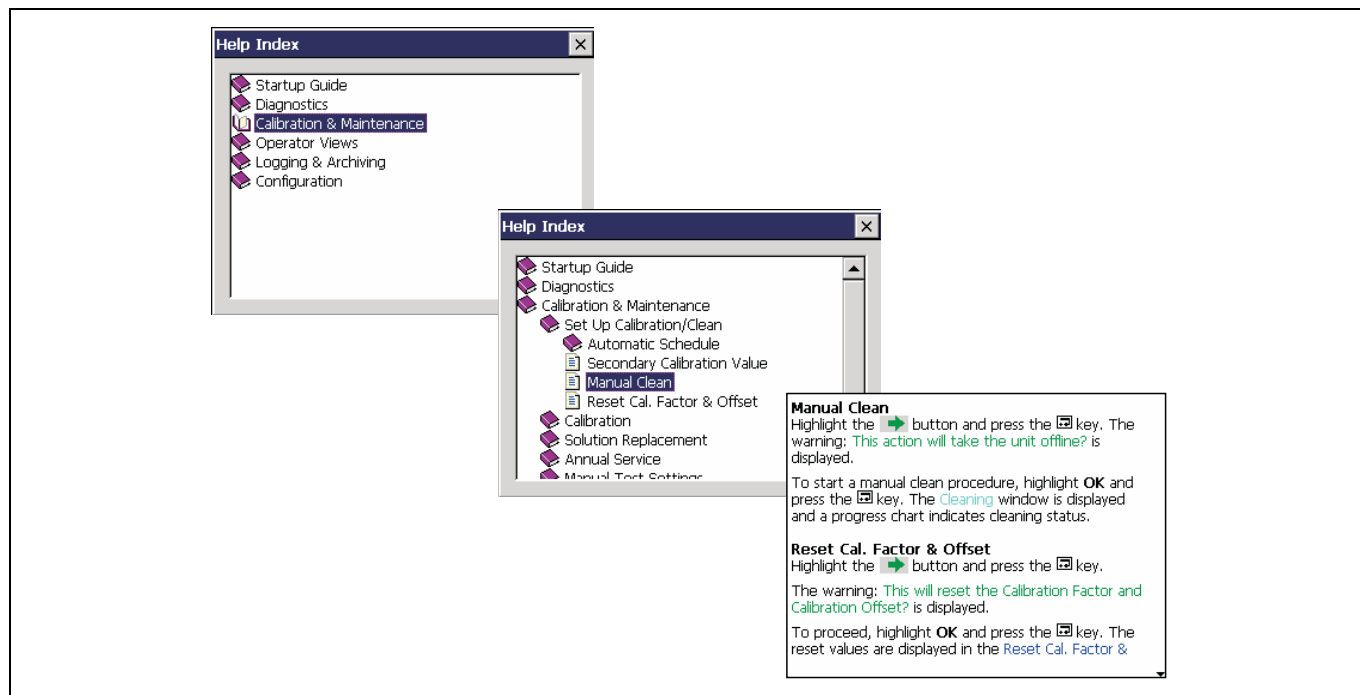 Help Index
Startup Guide
Diagnostics
Calibration & Maintenance
Operator Views
Logging & Archiving
Configuration
Help Index
Startup Guide
Diagnostics
Calibration & Maintenance
Set Up Calibration/Clean
Automatic Schedule
Secondary Calibration Value
Manual Clean
Reset Cal. Factor & Offset
Calibration
Solution Replacement
Annual Service
Manual Test Settings
Manual Clean
Highlight the button and press the key. The
warning: This action will take the unit offline? is
displayed.
To start a manual clean procedure, highlight OK and
press the key. The Cleaning window is displayed
and a progress chart indicates cleaning status.
Reset Cal. Factor & Offset
Highlight the button and press the key.
The warning: This will reset the Calibration Factor and
Calibration Offset? is displayed.
To proceed, highlight OK and press the key. The
reset values are displayed in the Reset Cal. Factor &